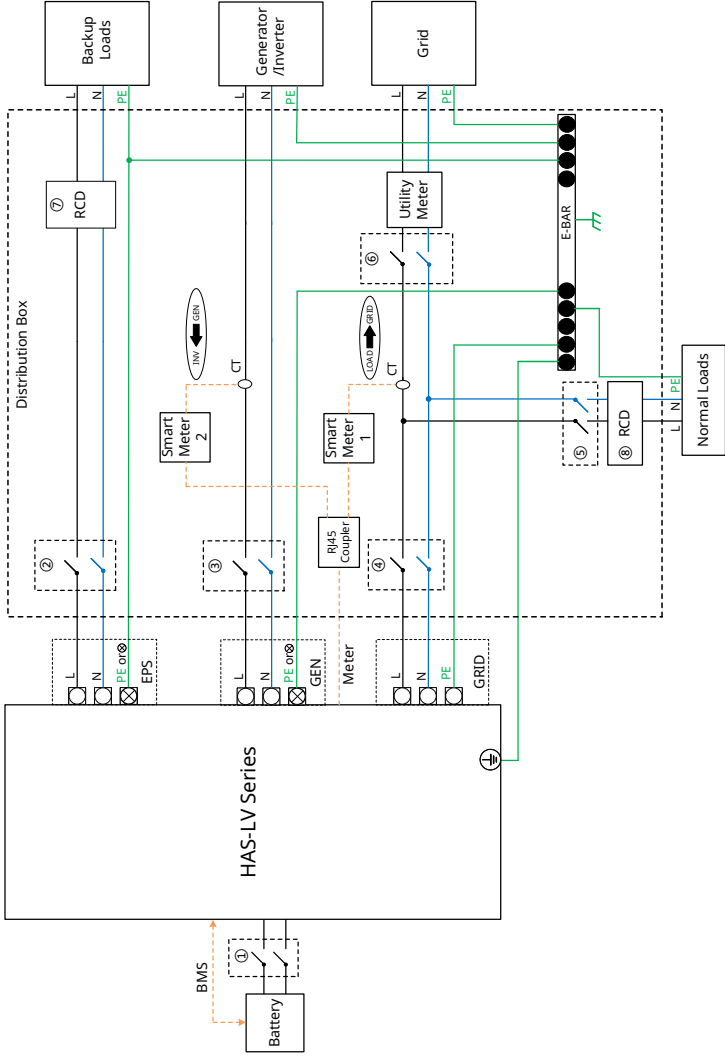 Backup
Loads
Generator
/Inverter
Grid
L
N
PE
L
N
PE
L
N
PE
Distribution Box
⑦
RCD
Utility
Meter
E-BAR
⑥
INV
GEN
LOAD
GRID
CT
CT
Smart
Meter
2
Smart
Meter
1
RJ45
Coupler
②
③
④
⑤
⑧
RCD
L
N
PE
Normal Loads
L
N
PE or⊗
EPS
L
N
PE or⊗
GEN
Meter
L
N
PE
GRID
HAS-LV Series
BMS
①
Battery